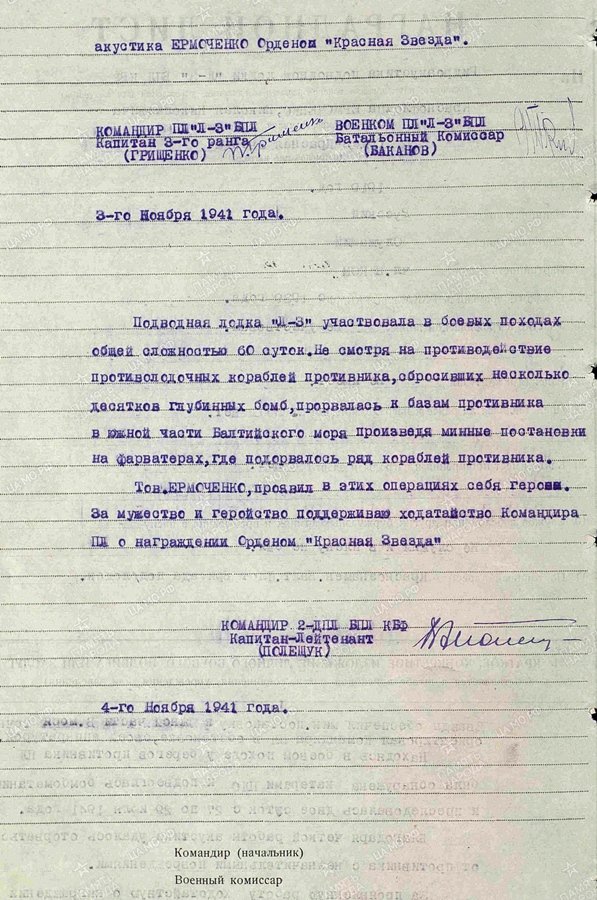 акустика ЕРМОЧЕНКО Орденом "Красная Звезда".
КОМАНДИР ПЛ"Л-3"БПЛ
Капитан 3-го ранга
(ГРИЩЕНКО)
ВОЕНКОМ ПЛ"Л-3"БПЛ
Батальонный Комиссар
(БАКАНОВ)
3-го Ноября 1941 года.
Подводная лодка "Л-3" участвовала в боевых походах
общей сложностью 60 суток.Не смотря на противодействие
противолодочных кораблей противника,сбросивших несколько
десятков глубинных бомб,прорвалась к базам противника
в южной части Балтийского моря произведя минные постановки
на фарватерах,где подорвалось ряд кораблей противника.
Тов.ЕРМОЧЕНКО,проявил в этих операциях себя героем.
За мужество и геройство поддерживаю ходатайство Командира
ПЛ о награждении Орденом "Красная Звезда"
КОМАНДИР 2-ДПЛ БПЛ КБФ
Капитан-Лейтенант
(ПОЛЕЩУК)
4-го Ноября 1941 года.
Командир (начальник)
Военный комиссар